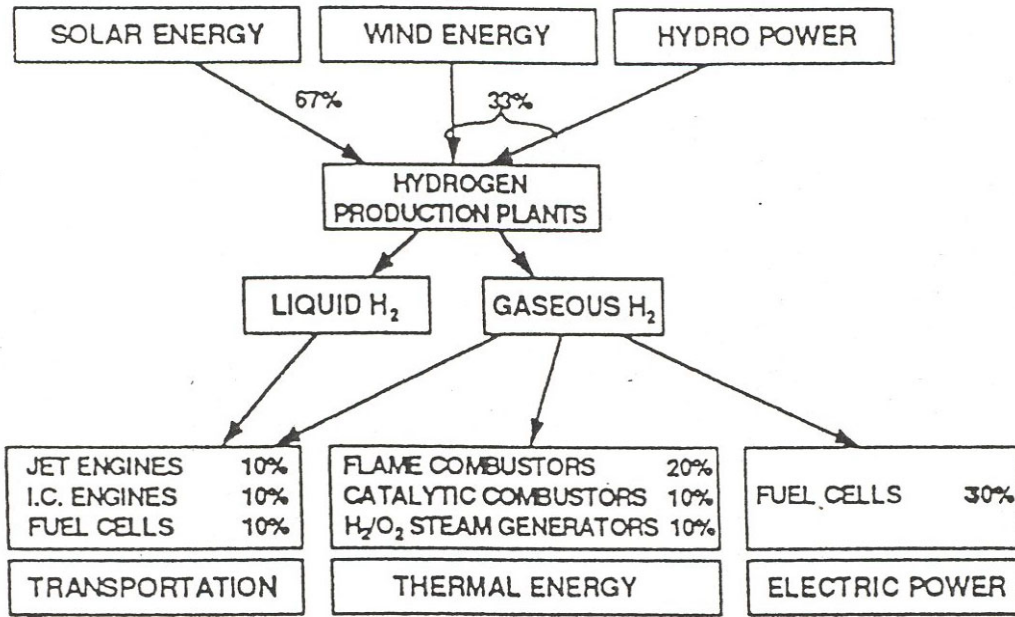 SOLAR ENERGY
WIND ENERGY
HYDRO POWER
67%
33%
HYDROGEN
PRODUCTION PLANTS
LIQUID H₂
GASEOUS H₂
JET ENGINES 10%
I.C. ENGINES 10%
FUEL CELLS 10%
FLAME COMBUSTORS 20%
CATALYTIC COMBUSTORS 10%
H₂/O₂ STEAM GENERATORS 10%
FUEL CELLS 30%
TRANSPORTATION
THERMAL ENERGY
ELECTRIC POWER